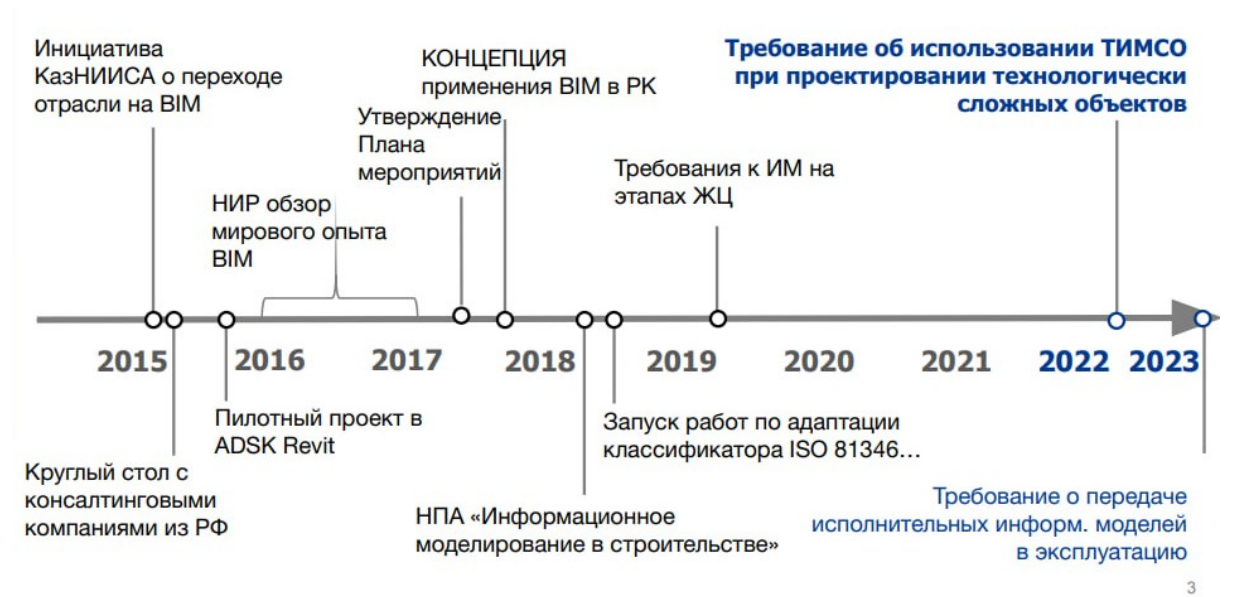 Инициатива
КазНИИСА о переходе
отрасли на BIM
НИР обзор
мирового опыта
BIM
Утверждение
Плана
мероприятий
КОНЦЕПЦИЯ
применения BIM в РК
Требования к ИМ на
этапах ЖЦ
Требование об использовании ТИМСО
при проектировании технологически
сложных объектов
2015 2016 2017 2018 2019 2020 2021 2022 2023
Круглый стол с
консалтинговыми
компаниями из РФ
Пилотный проект в
ADSK Revit
НПА «Информационное
моделирование в строительстве»
Запуск работ по адаптации
классификатора ISO 81346…
Требование о передаче
исполнительных информ. моделей
в эксплуатацию
3